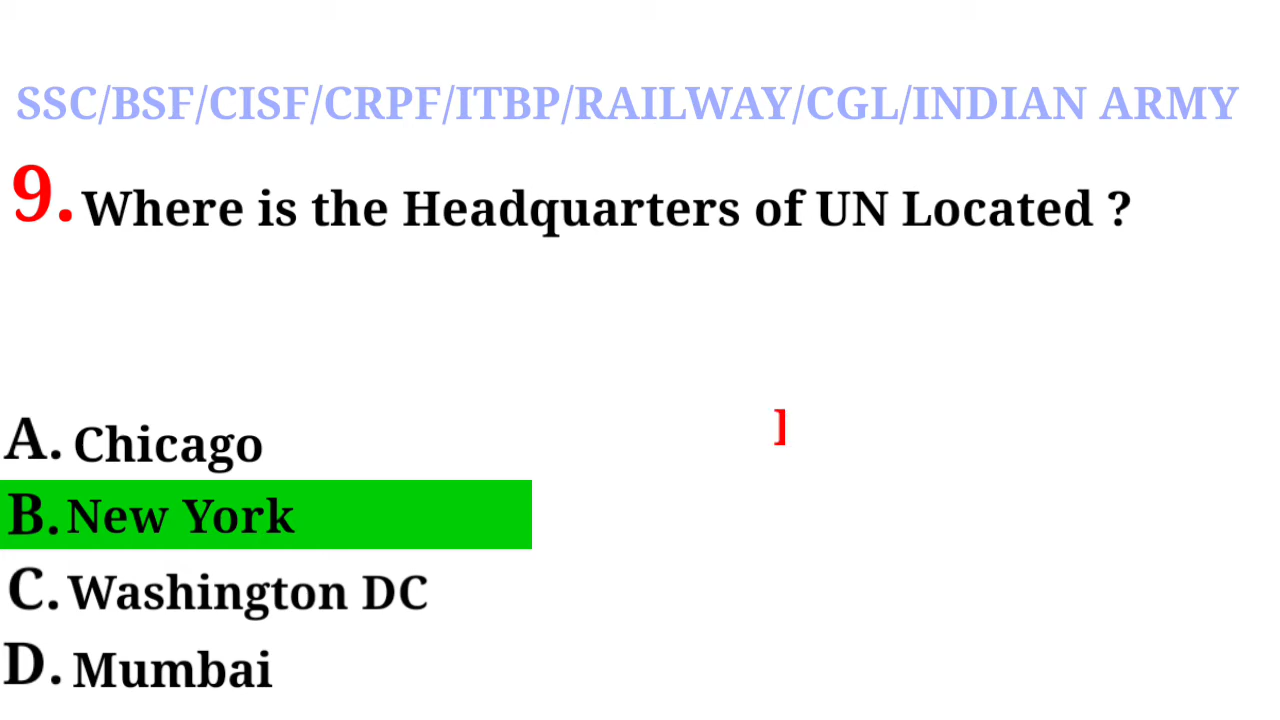 SSC/BSF/CISF/CRPF/ITBP/RAILWAY/CGL/INDIAN ARMY
9. Where is the Headquarters of UN Located ?
]
A. Chicago
B. New York
C. Washington DC
D. Mumbai